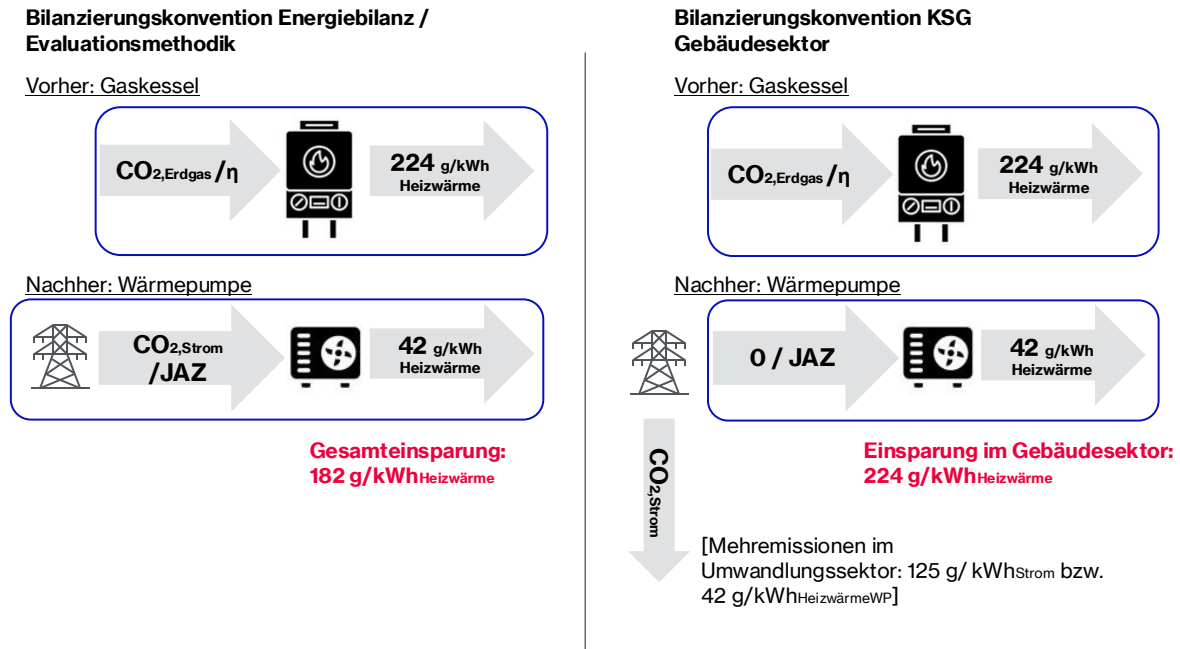 Bilanzierungskonvention Energiebilanz /
Evaluationsmethodik
Vorher: Gaskessel
CO2,Erdgas /η
224 g/kWh
Heizwärme
Nachher: Wärmepumpe
CO2,Strom
/JAZ
42 g/kWh
Heizwärme
Gesamteinsparung:
182 g/kWhHeizwärme
Bilanzierungskonvention KSG
Gebäudesektor
Vorher: Gaskessel
CO2,Erdgas /η
224 g/kWh
Heizwärme
Nachher: Wärmepumpe
0 / JAZ
42 g/kWh
Heizwärme
Einsparung im Gebäudesektor:
224 g/kWhHeizwärme
CO2,Strom
[Mehremissionen im
Umwandlungssektor: 125 g/ kWhStrom bzw.
42 g/kWhHeizwärmeWP]